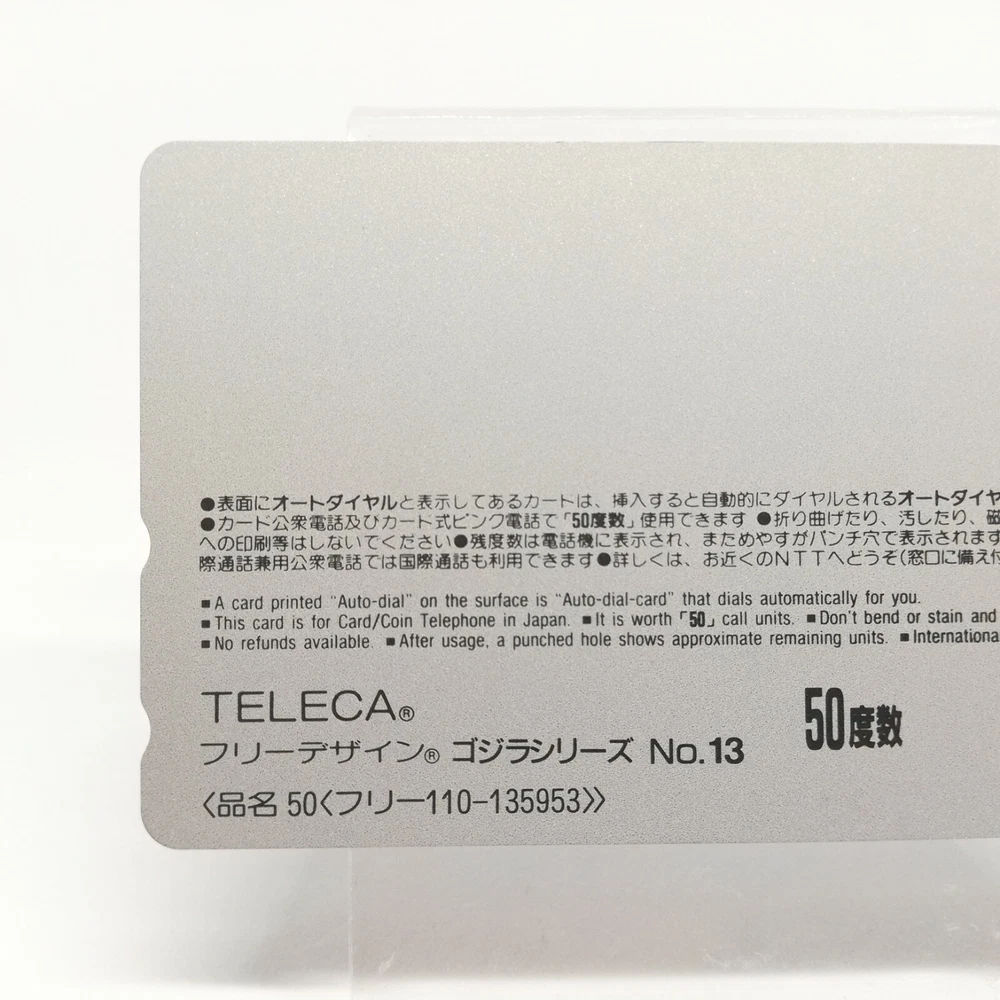 ●表面にオートダイヤルと表示してあるカートは、挿入すると自動的にダイヤルされるオートダイヤ
●カード公衆電話及びカード式ピンク電話で「50度数」使用できます ●折り曲げたり、汚したり、磁
への印刷等はしないでください●残度数は電話機に表示され、まためやすがパンチ穴で表示されます
際通話兼用公衆電話では国際通話も利用できます●詳しくは、お近くのNTTへどうぞ(窓口に備え付
■ A card printed "Auto-dial" on the surface is "Auto-dial-card" that dials automatically for you.
■ This card is for Card/Coin Telephone in Japan. ■ It is worth「50」call units. ■ Don't bend or stain and
■ No refunds available. ■ After usage, a punched hole shows approximate remaining units. ■ Internationa
TELECA®
50度数
フリーデザイン® ゴジラシリーズ No.13
〈品名 50〈フリー110-135953〉〉